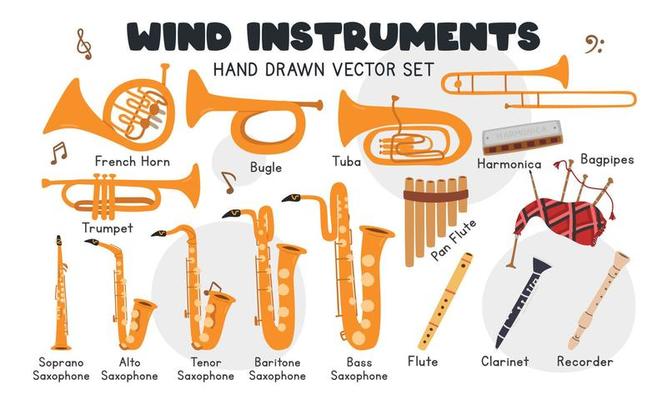 WIND INSTRUMENTS
HAND DRAWN VECTOR SET
HARMONICA
French Horn
Bugle
Tuba
Harmonica
Bagpipes
Trumpet
Pan Flute
Soprano
Saxophone
Alto
Saxophone
Tenor
Saxophone
Baritone
Saxophone
Bass
Saxophone
Flute
Clarinet
Recorder